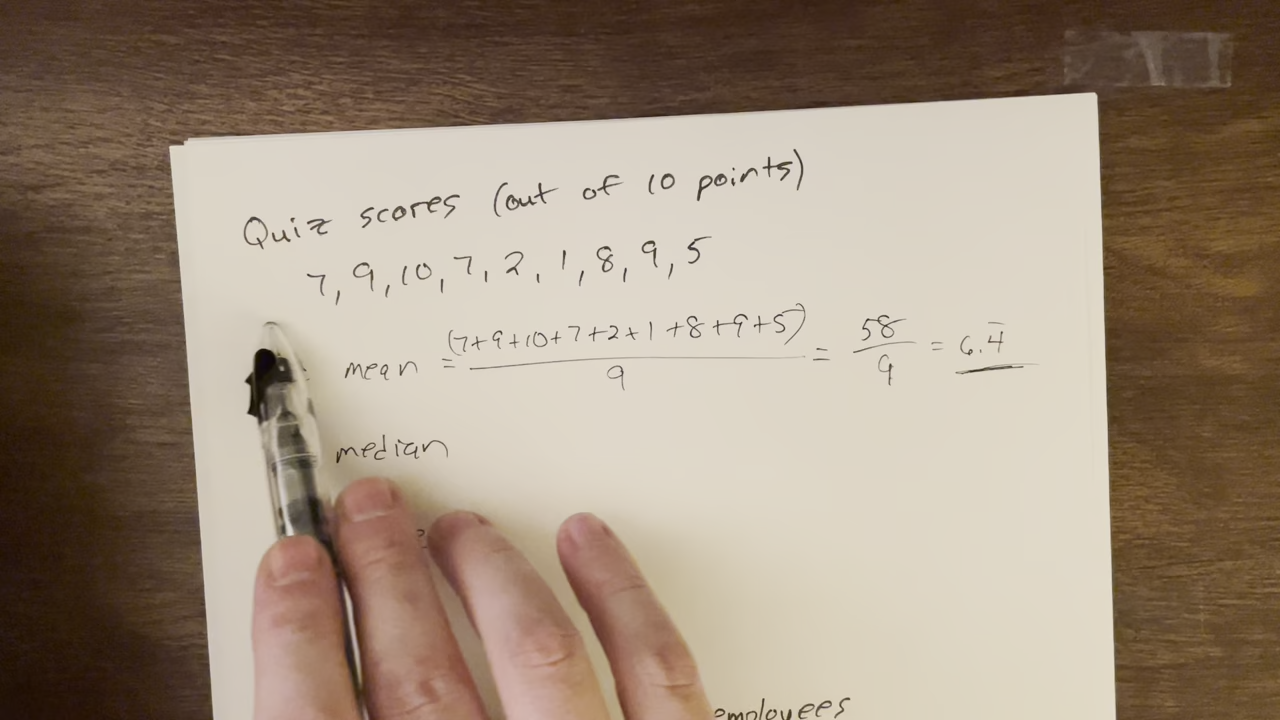 Quiz scores (out of 10 points)
7, 9, 10, 7, 2, 1, 8, 9, 5
mean = (7+9+10+7+2+1+8+9+5) / 9 = 58/9 = 6.4̅
median
employees